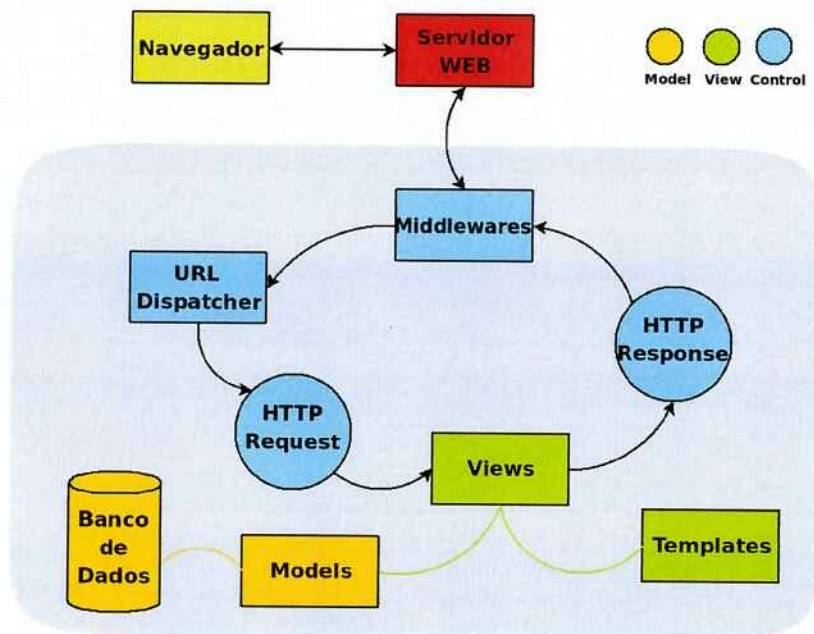 Navegador
Servidor
WEB
Model View Control
Middlewares
URL
Dispatcher
HTTP
Response
HTTP
Request
Views
Banco
de
Dados
Models
Templates